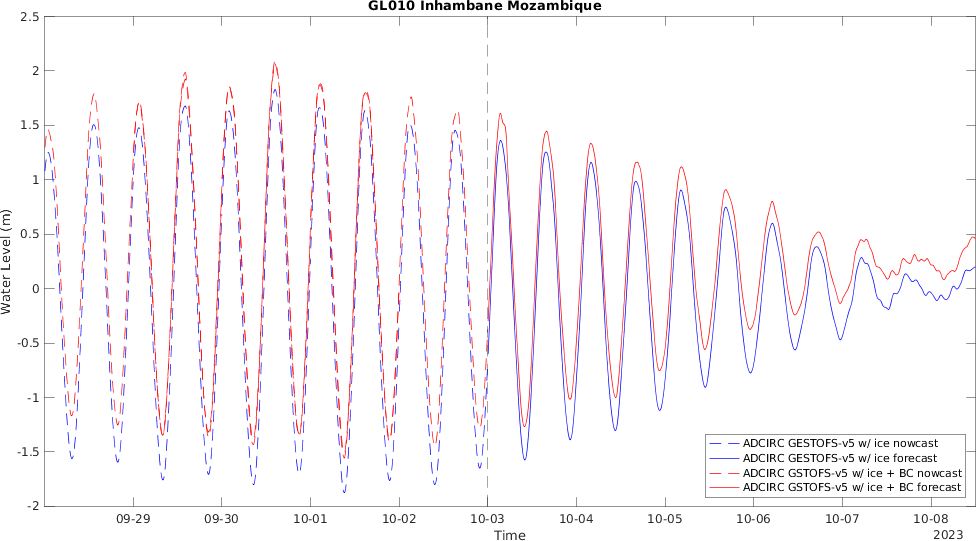 GL010 Inhambane Mozambique
2.5
2
1.5
1
0.5
0
-0.5
-1
-1.5
-2
Water Level (m)
ADCIRC GESTOFS-v5 w/ ice nowcast
ADCIRC GESTOFS-v5 w/ ice forecast
ADCIRC GSTOFS-v5 w/ ice + BC nowcast
ADCIRC GSTOFS-v5 w/ ice + BC forecast
09-29 09-30 10-01 10-02 10-03 10-04 10-05 10-06 10-07 10-08
Time
2023